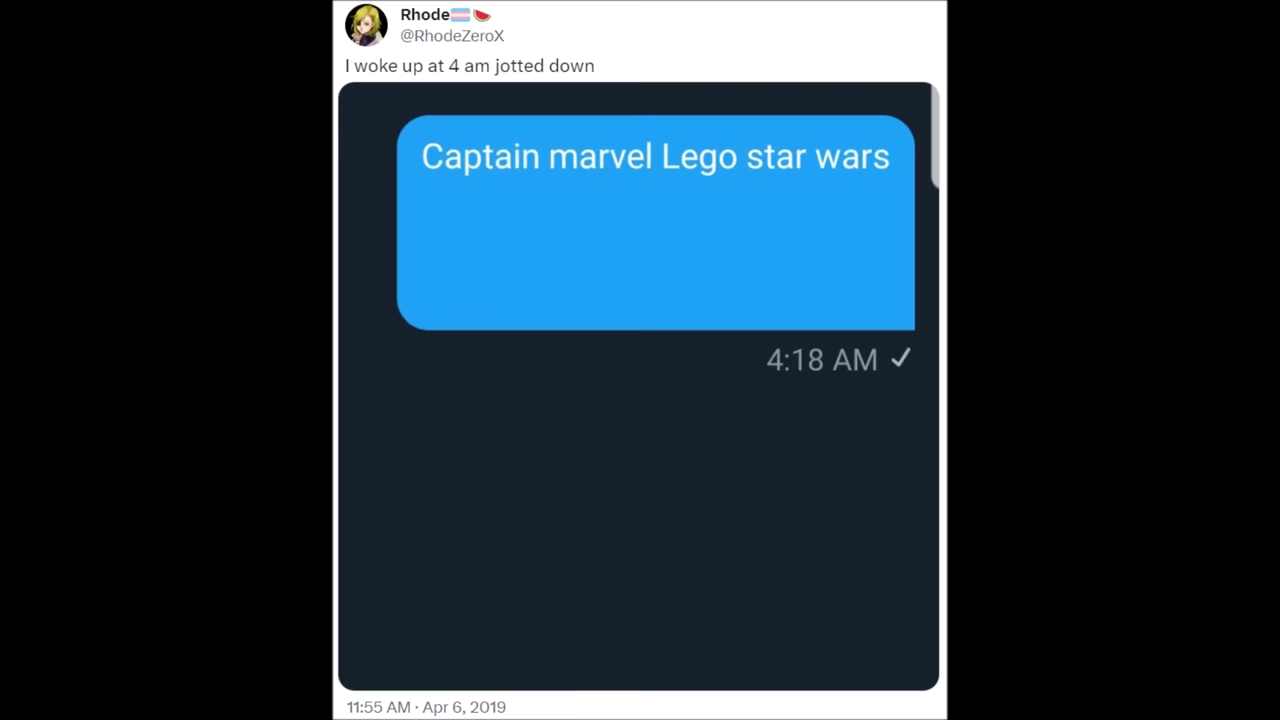 Rhode🏳️‍⚧️🍉
@RhodeZeroX
I woke up at 4 am jotted down
Captain marvel Lego star wars
4:18 AM ✓
11:55 AM · Apr 6, 2019